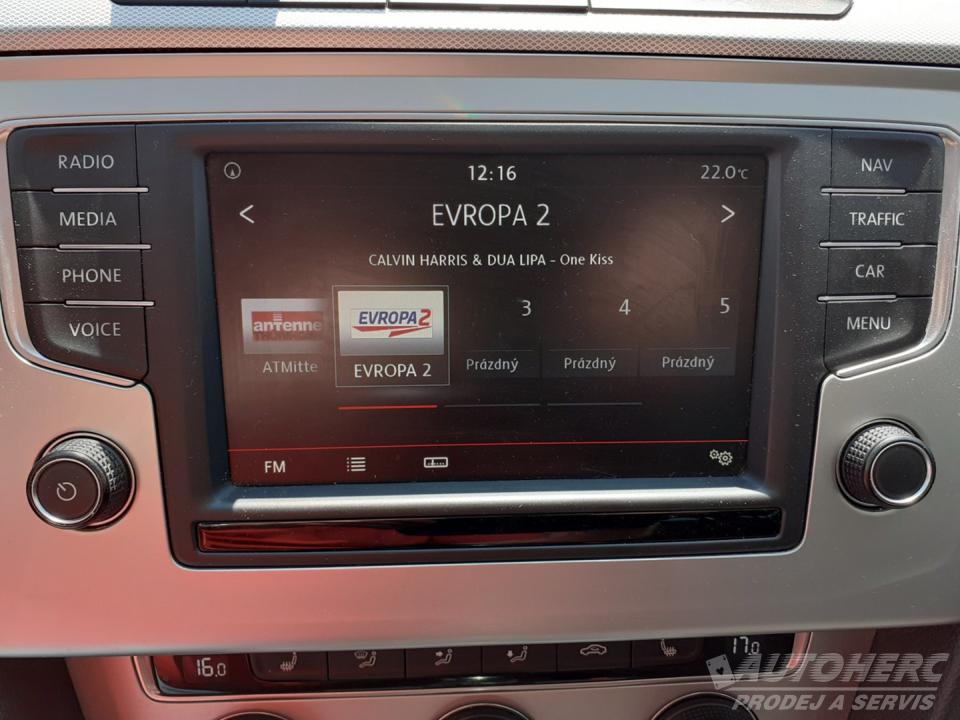 12:16 22.0°C
RADIO
MEDIA
PHONE
VOICE
< EVROPA 2 >
CALVIN HARRIS & DUA LIPA - One Kiss
antenne
ATMitte
EVROPA2
EVROPA 2
3
Prázdný
4
Prázdný
5
Prázdný
FM
NAV
TRAFFIC
CAR
MENU
16.0 17.0
AUTOHERC
PRODEJ A SERVIS